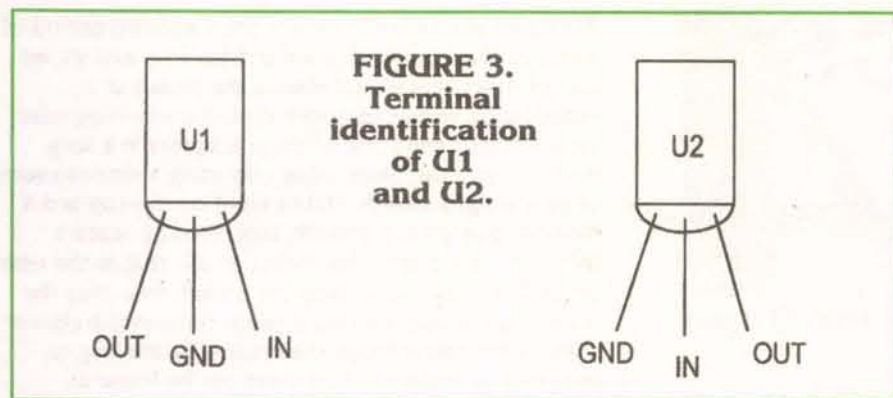 FIGURE 3.
Terminal
identification
of U1
and U2.
U1
OUT
GND
IN
U2
GND
IN
OUT